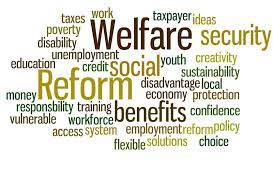 taxes work taxpayer ideas
poverty Welfare security
disability
unemployment
education social youth creativity
credit sustainability
money Reform disadvantage local
economy protection
responsbility training benefits confidence
vulnerable workforce
access system employment reform policy
flexible solutions choice